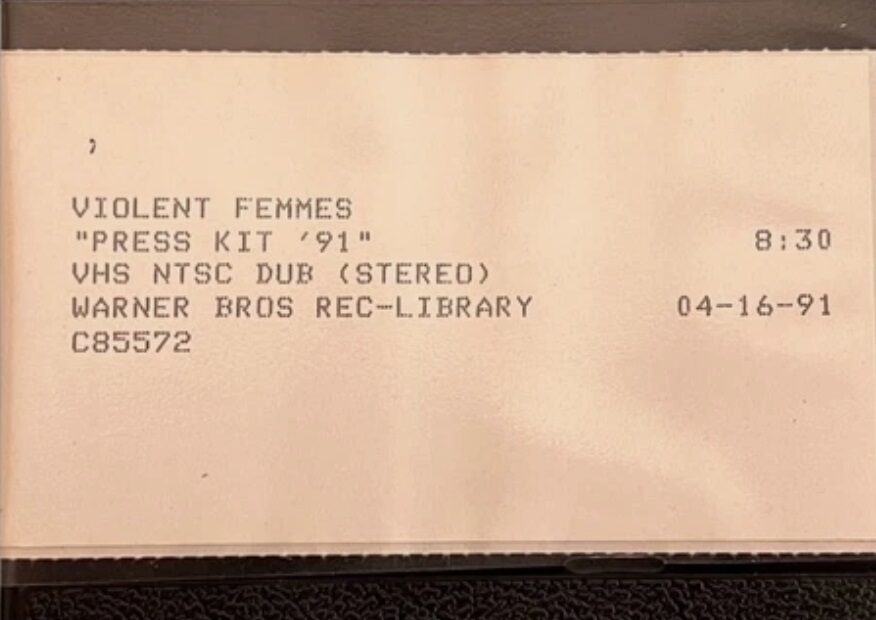 ,
VIOLENT FEMMES
"PRESS KIT '91" 8:30
VHS NTSC DUB (STEREO)
WARNER BROS REC-LIBRARY 04-16-91
C85572